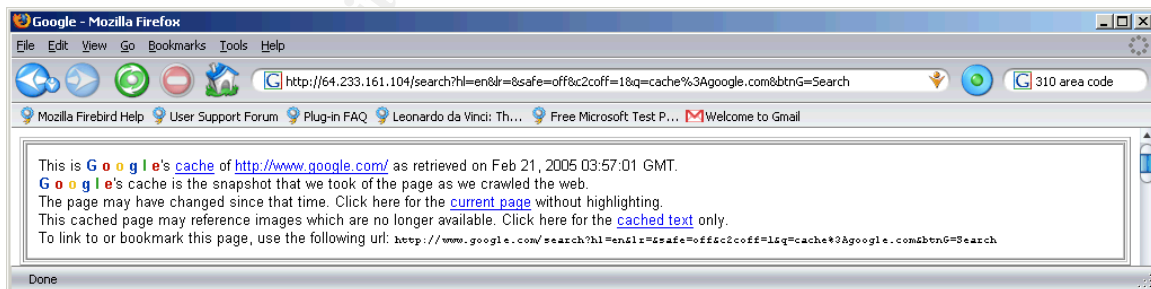 Google - Mozilla Firefox
File Edit View Go Bookmarks Tools Help
http://64.233.161.104/search?hl=en&lr=&safe=off&c2coff=1&q=cache%3Agoogle.com&btnG=Search 310 area code
Mozilla Firebird Help User Support Forum Plug-in FAQ Leonardo da Vinci: Th... Free Microsoft Test P... Welcome to Gmail
This is Google's cache of http://www.google.com/ as retrieved on Feb 21, 2005 03:57:01 GMT.
Google's cache is the snapshot that we took of the page as we crawled the web.
The page may have changed since that time. Click here for the current page without highlighting.
This cached page may reference images which are no longer available. Click here for the cached text only.
To link to or bookmark this page, use the following url: http://www.google.com/search?hl=en&lr=&safe=off&c2coff=1&q=cache%3Agoogle.com&btnG=Search
Done